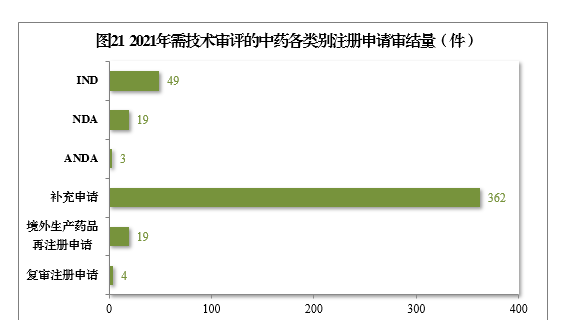 图21 2021年需技术审评的中药各类别注册申请审结量（件）
IND
49
NDA
19
ANDA
3
补充申请
362
境外生产药品
再注册申请
19
复审注册申请
4
0 100 200 300 400